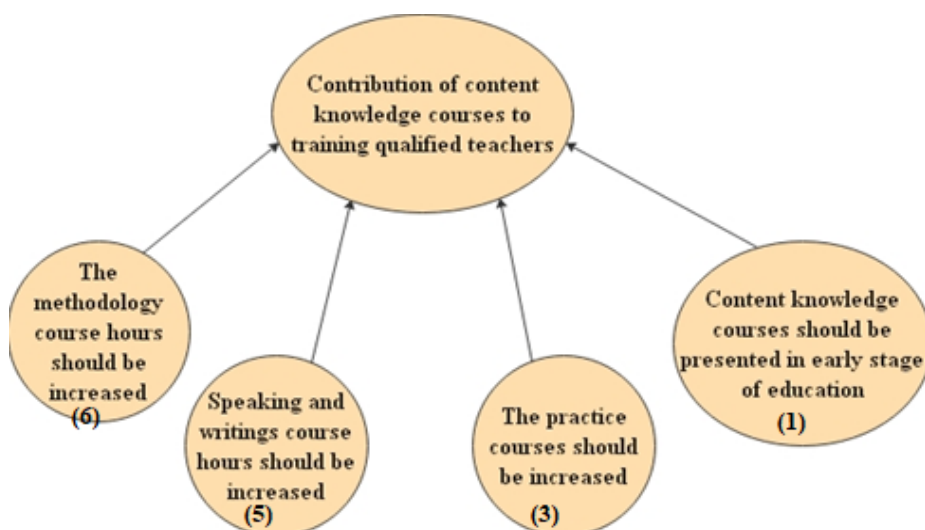 Contribution of content
knowledge courses to
training qualified teachers
The
methodology
course hours
should be
increased
(6)
Speaking and
writings course
hours should be
increased
(5)
The practice
courses should
be increased
(3)
Content knowledge
courses should be
presented in early stage
of education
(1)